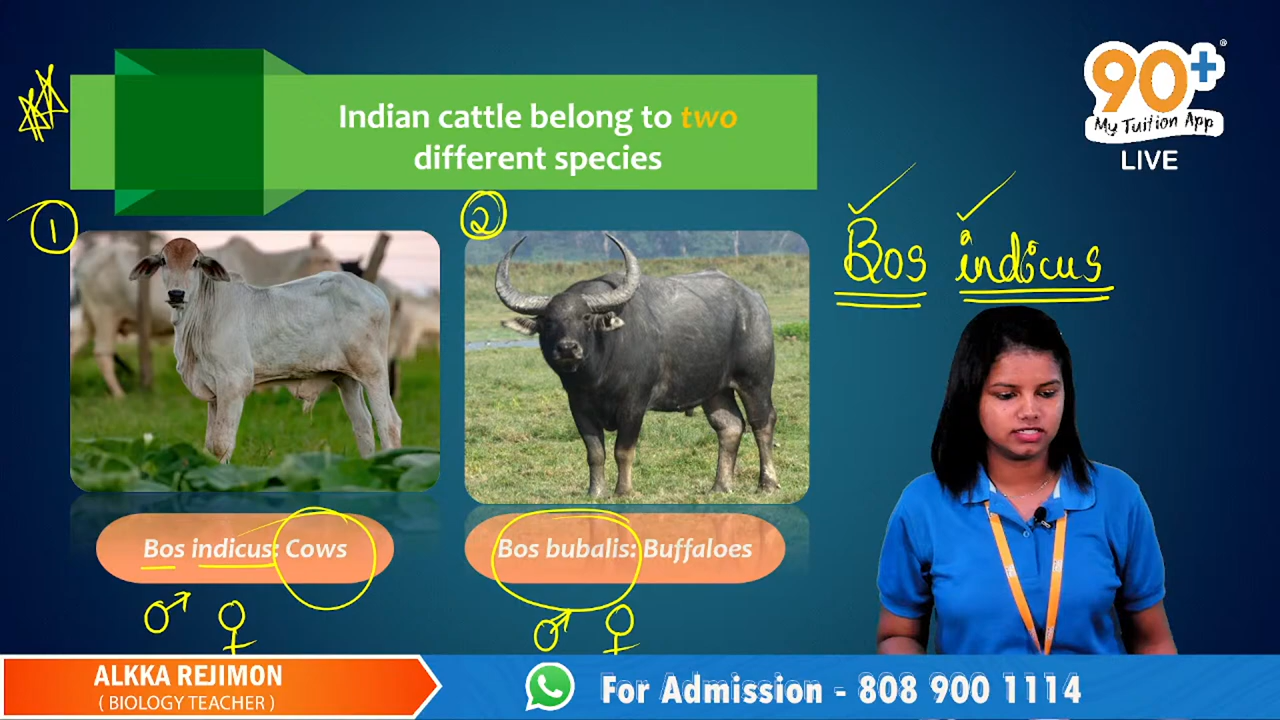 Indian cattle belong to two
different species
90+
My Tuition App
LIVE
1
2
Bos indicus
Bos indicus: Cows
Bos bubalis: Buffaloes
♂ ♀
♂ ♀
ALKKA REJIMON
( BIOLOGY TEACHER )
For Admission - 808 900 1114